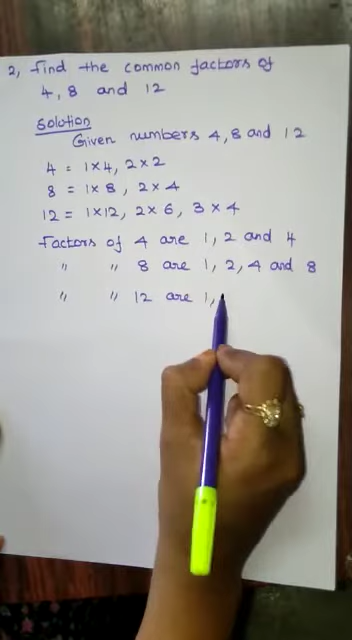 2, find the common factors of
4, 8 and 12
Solution
Given numbers 4, 8 and 12
4 = 1×4, 2×2
8 = 1×8, 2×4
12 = 1×12, 2×6, 3×4
Factors of 4 are 1, 2 and 4
" " 8 are 1, 2, 4 and 8
" " 12 are 1,